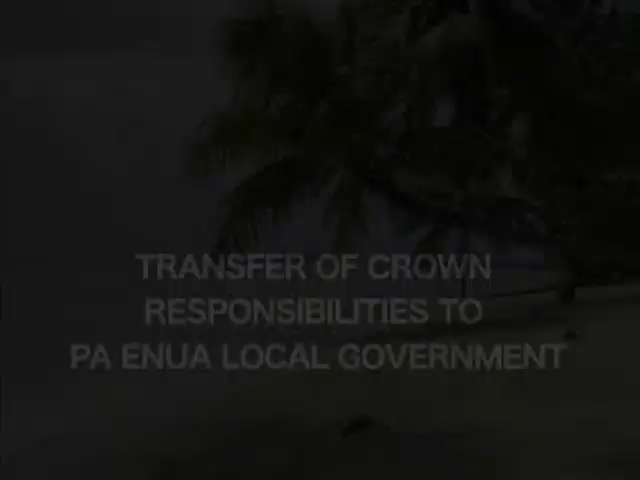 TRANSFER OF CROWN
RESPONSIBILITIES TO
PA ENUA LOCAL GOVERNMENT